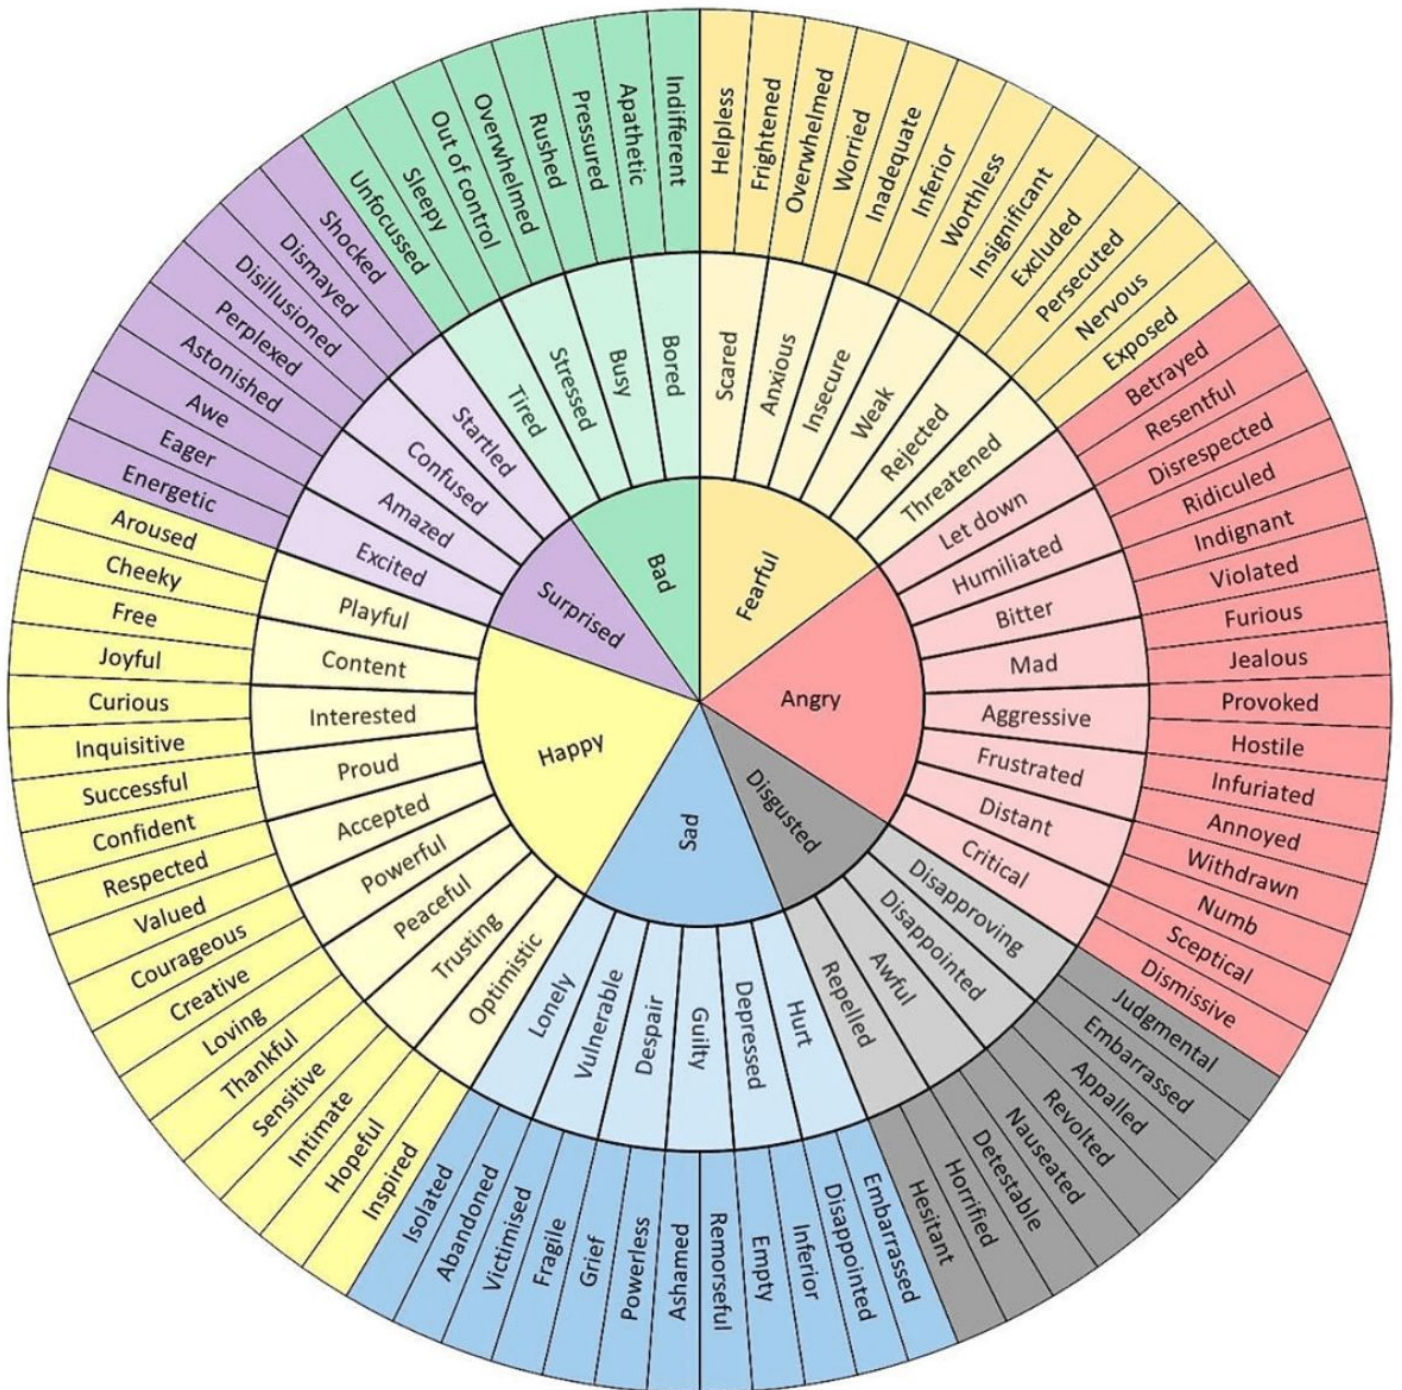 Fearful
Angry
Disgusted
Sad
Happy
Surprised
Bad
Scared
Anxious
Insecure
Weak
Rejected
Threatened
Let down
Humiliated
Bitter
Mad
Aggressive
Frustrated
Distant
Critical
Disapproving
Disappointed
Awful
Repelled
Hurt
Depressed
Guilty
Despair
Vulnerable
Lonely
Optimistic
Trusting
Peaceful
Powerful
Accepted
Proud
Interested
Content
Playful
Excited
Amazed
Confused
Startled
Tired
Stressed
Busy
Bored
Helpless
Frightened
Overwhelmed
Worried
Inadequate
Inferior
Worthless
Insignificant
Excluded
Persecuted
Nervous
Exposed
Betrayed
Resentful
Disrespected
Ridiculed
Indignant
Violated
Furious
Jealous
Provoked
Hostile
Infuriated
Annoyed
Withdrawn
Numb
Sceptical
Dismissive
Judgmental
Embarrassed
Appalled
Revolted
Nauseated
Detestable
Horrified
Hesitant
Embarrassed
Disappointed
Inferior
Empty
Remorseful
Ashamed
Powerless
Grief
Fragile
Victimised
Abandoned
Isolated
Inspired
Hopeful
Intimate
Sensitive
Thankful
Loving
Creative
Courageous
Valued
Respected
Confident
Successful
Inquisitive
Curious
Joyful
Free
Cheeky
Aroused
Energetic
Eager
Awe
Astonished
Perplexed
Disillusioned
Dismayed
Shocked
Unfocussed
Sleepy
Out of control
Overwhelmed
Rushed
Pressured
Apathetic
Indifferent